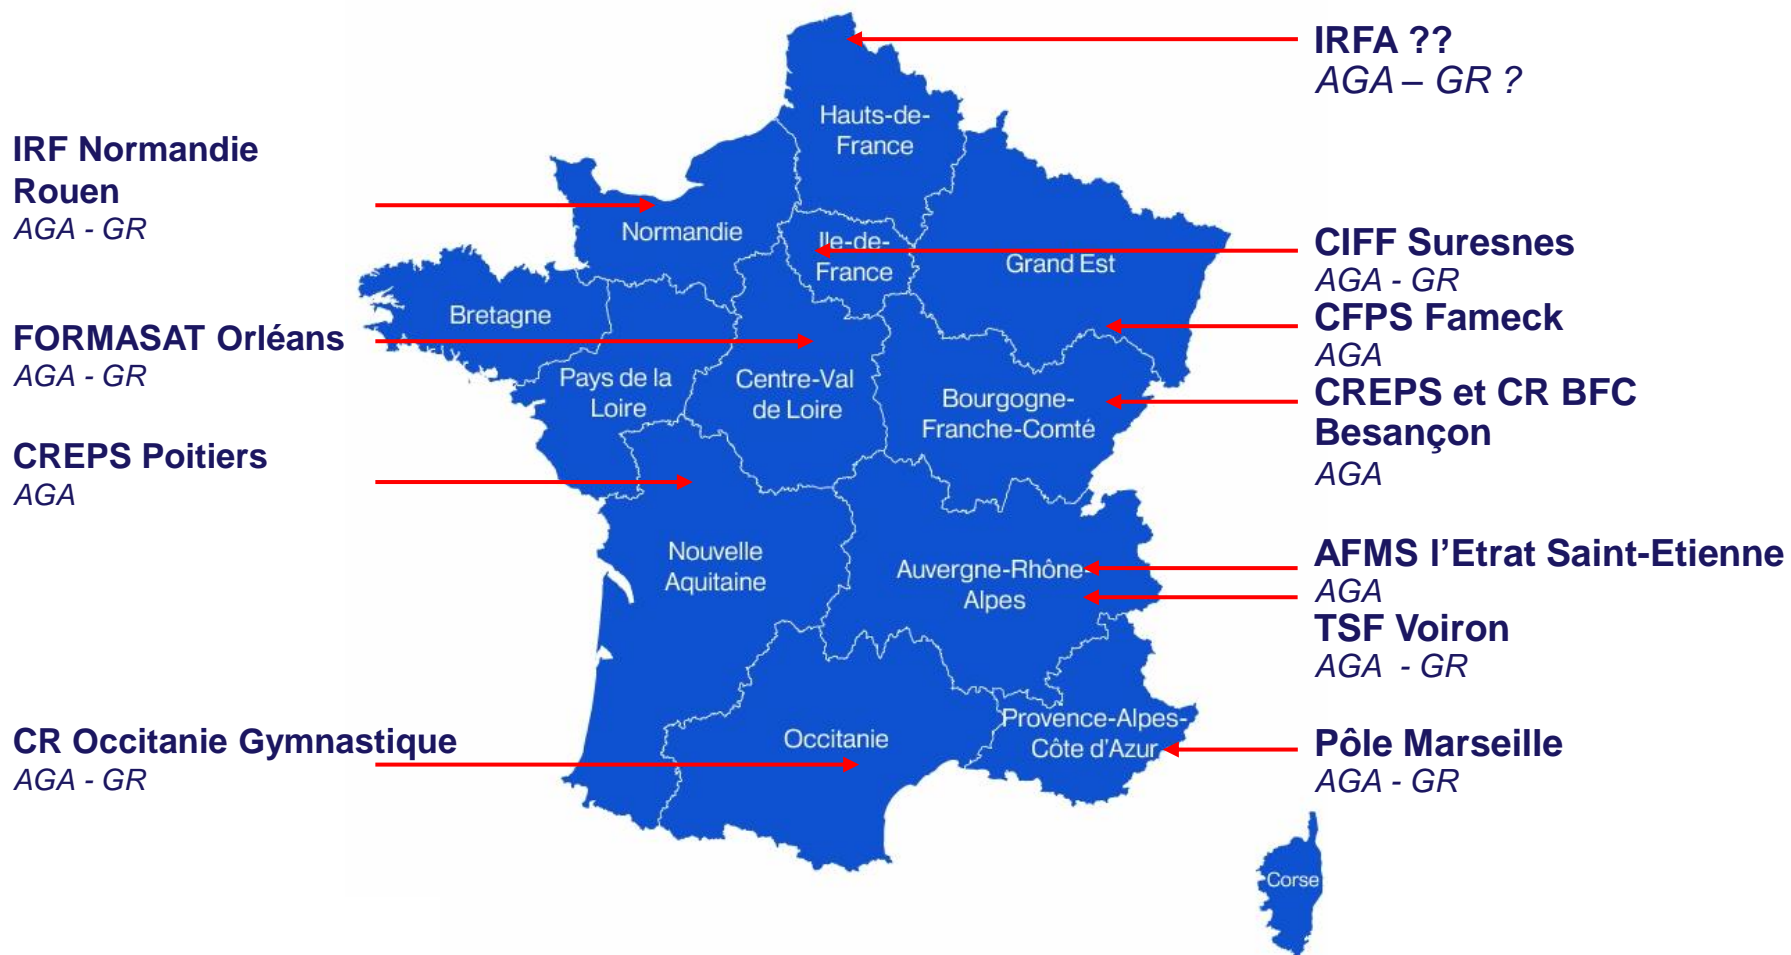 IRF Normandie
Rouen
AGA - GR
FORMASAT Orléans
AGA - GR
CREPS Poitiers
AGA
CR Occitanie Gymnastique
AGA - GR
Hauts-de-
France
Normandie
Ile-de-
France
Grand Est
Bretagne
Pays de la
Loire
Centre-Val
de Loire
Bourgogne-
Franche-Comté
Nouvelle
Aquitaine
Auvergne-Rhône-
Alpes
Occitanie
Provence-Alpes-
Côte d'Azur
Corse
IRFA ??
AGA – GR ?
CIFF Suresnes
AGA - GR
CFPS Fameck
AGA
CREPS et CR BFC
Besançon
AGA
AFMS l’Etrat Saint-Etienne
AGA
TSF Voiron
AGA - GR
Pôle Marseille
AGA - GR